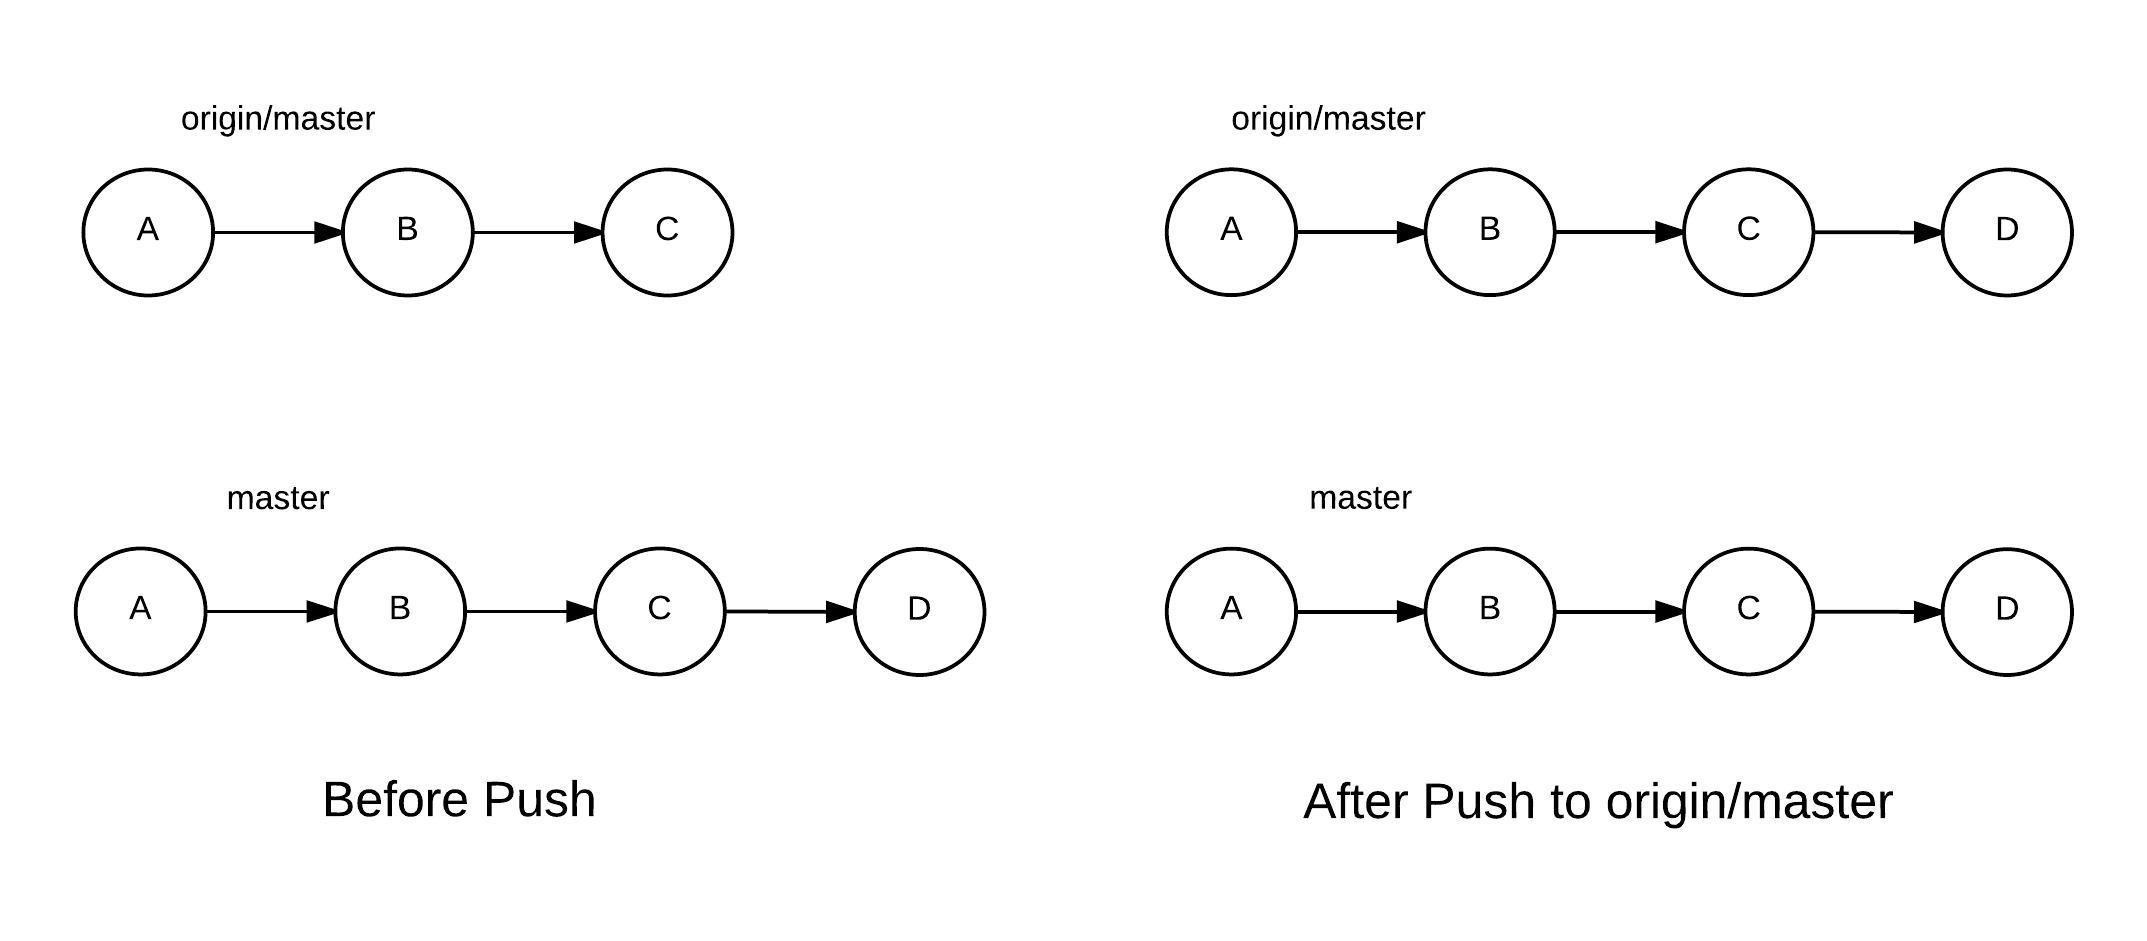 origin/master
A B C
master
A B C D
Before Push
origin/master
A B C D
master
A B C D
After Push to origin/master